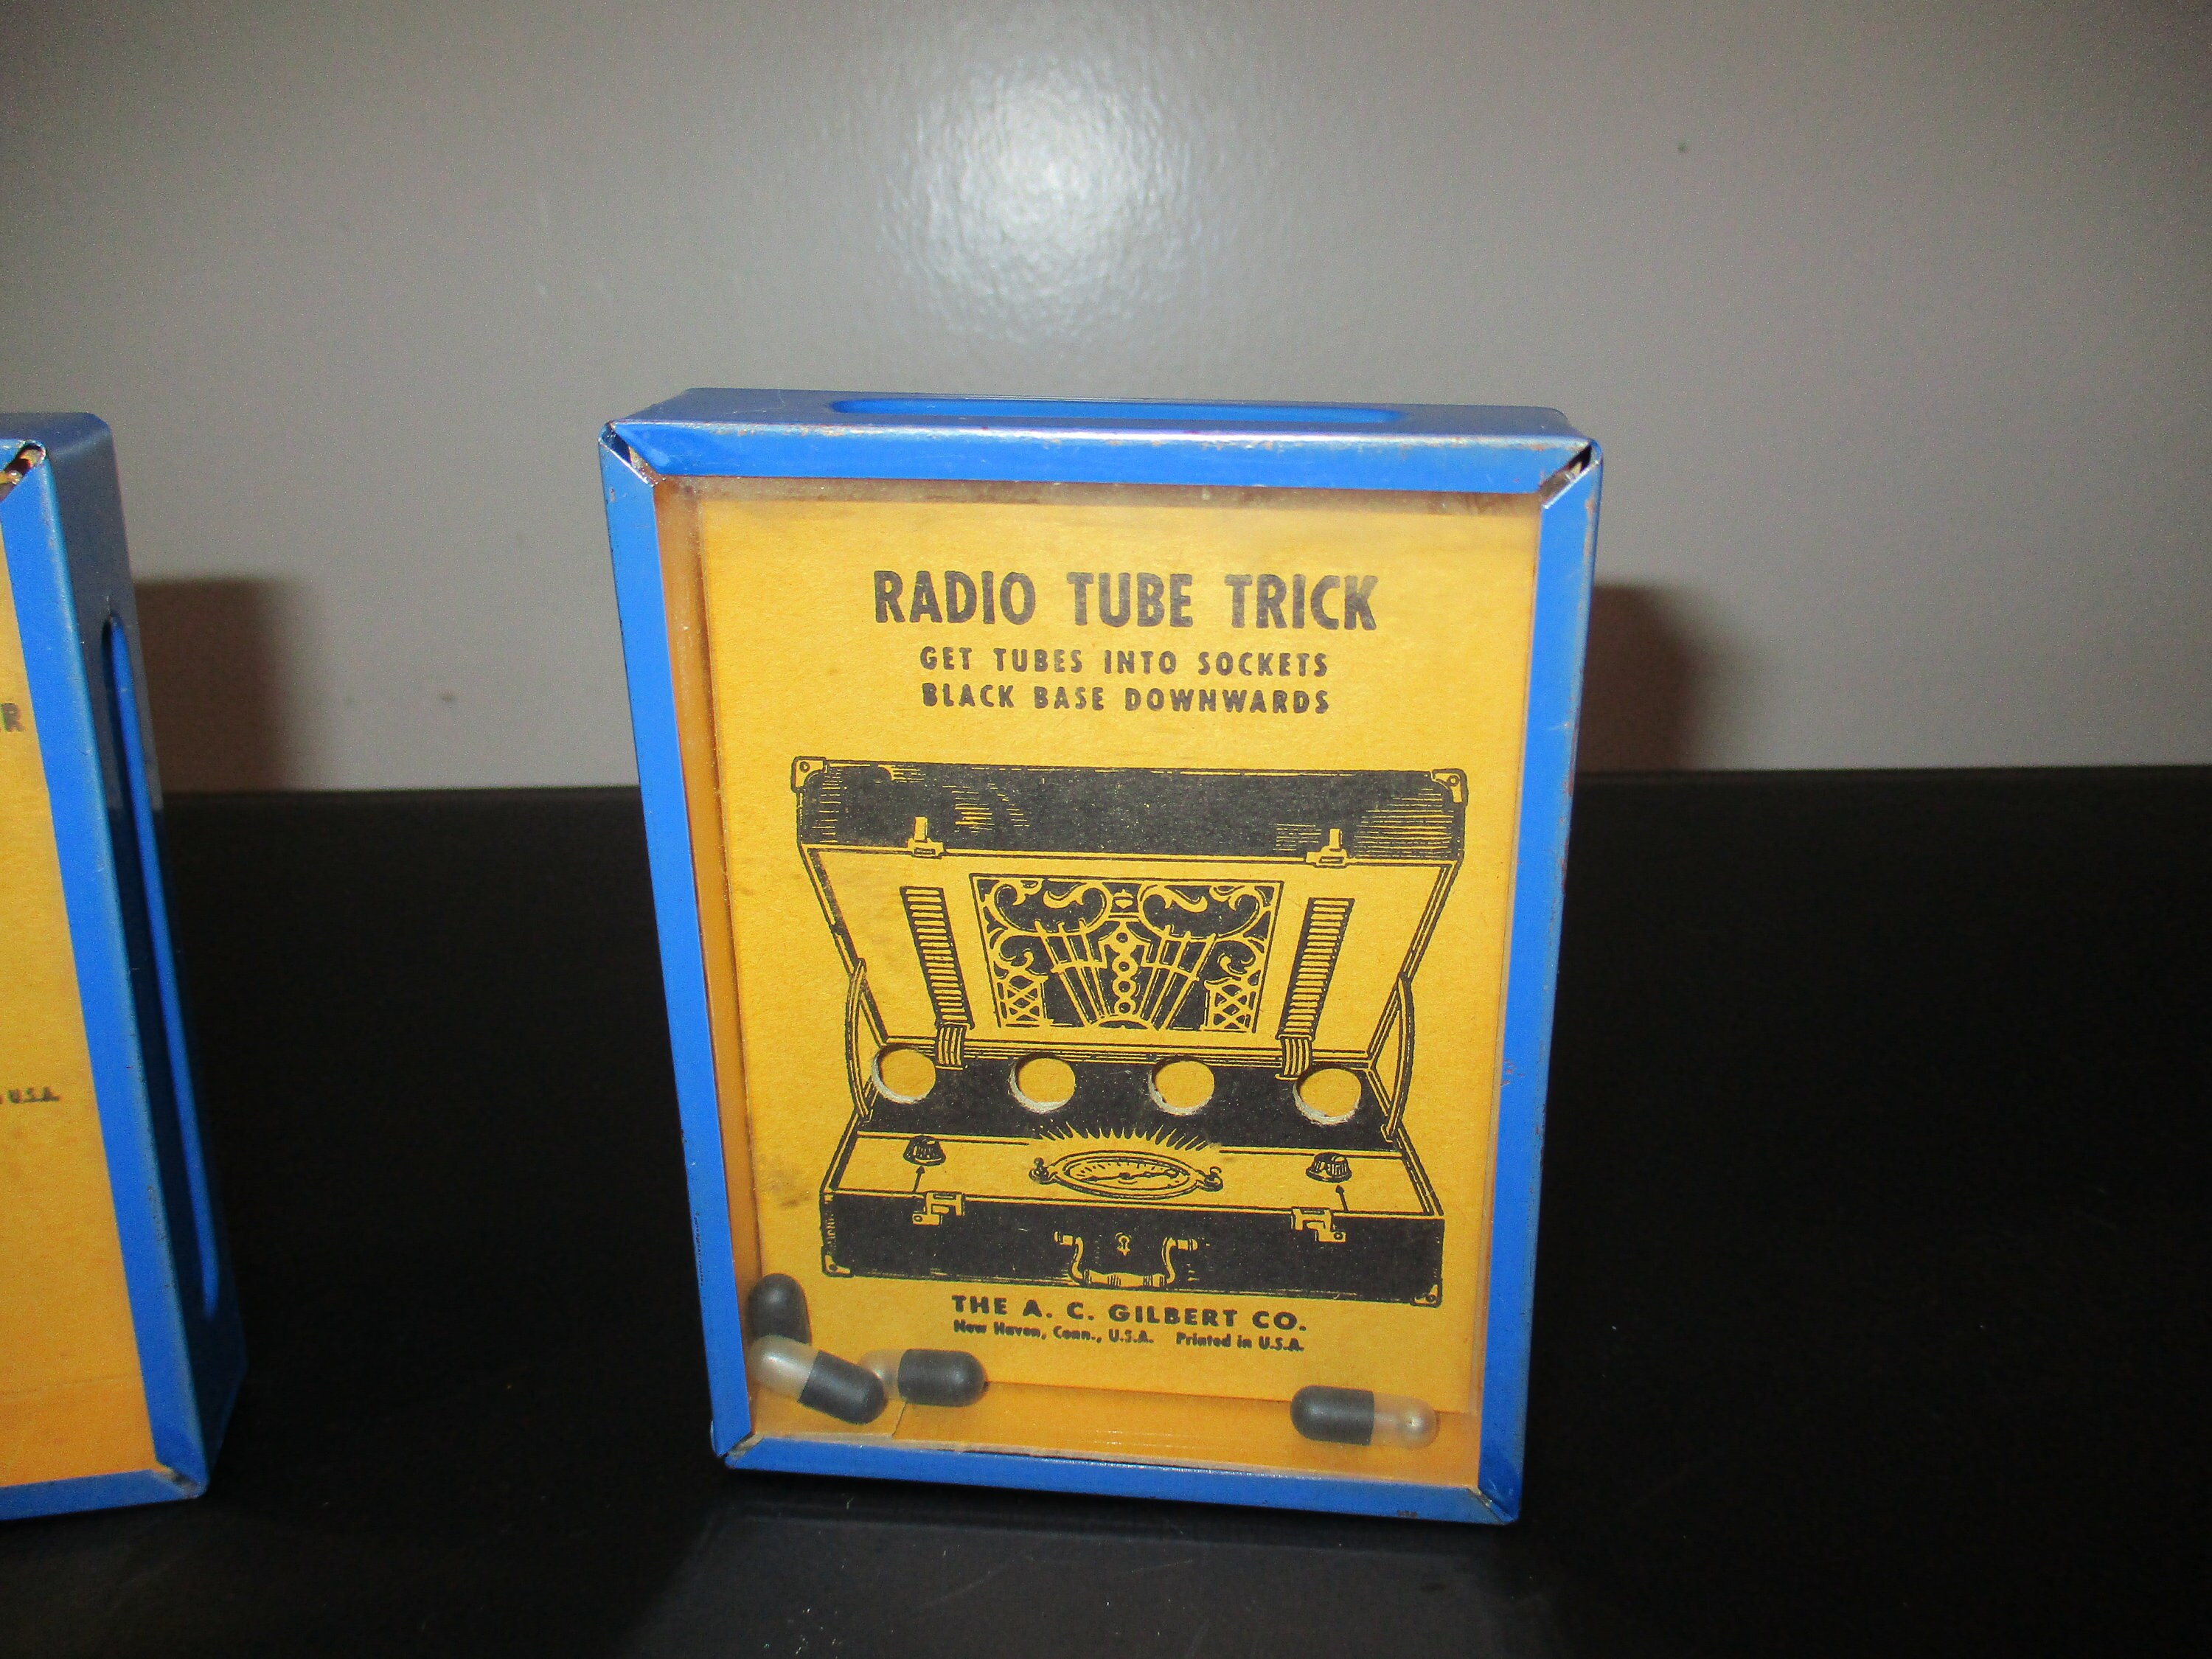 RADIO TUBE TRICK
GET TUBES INTO SOCKETS
BLACK BASE DOWNWARDS
THE A. C. GILBERT CO.
New Haven, Conn., U.S.A. Printed in U.S.A.
R
U.S.A.